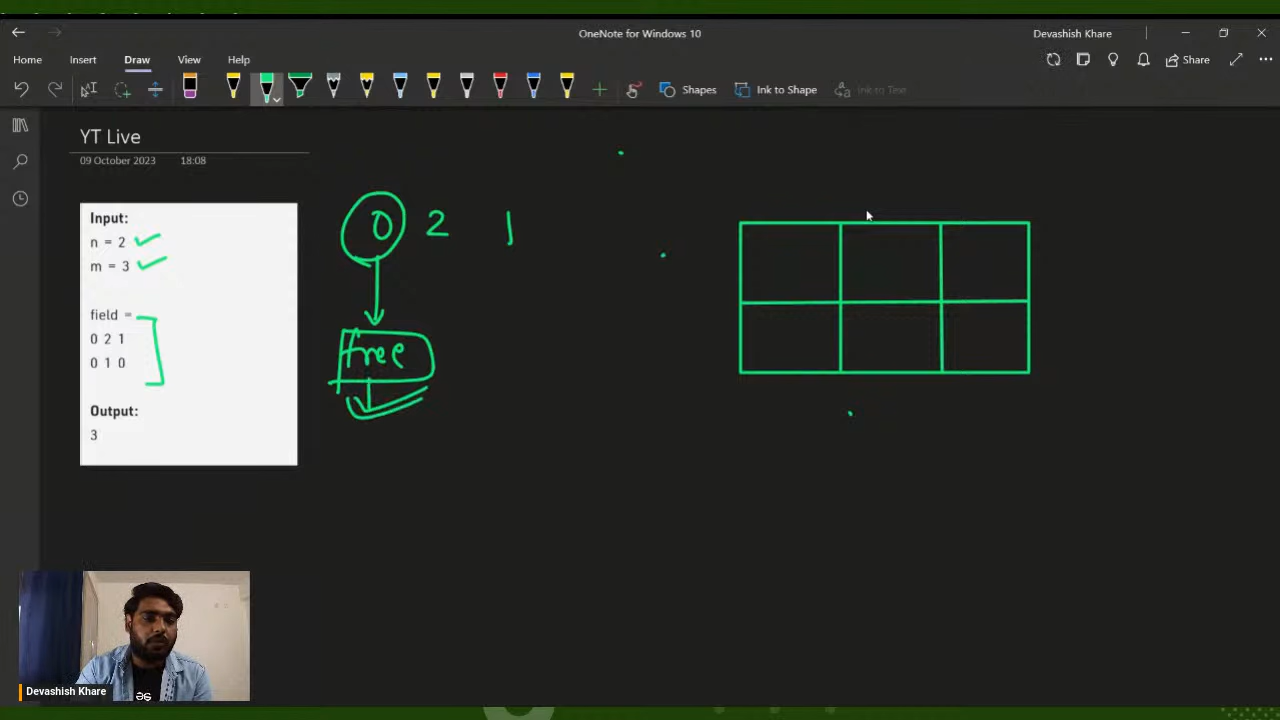 OneNote for Windows 10
Devashish Khare
Home Insert Draw View Help
Share
Shapes
Ink to Shape
Ink to Text
YT Live
09 October 2023 18:08
Input:
n = 2
m = 3
field =
0 2 1
0 1 0
Output:
3
0 2 1
free
Devashish Khare